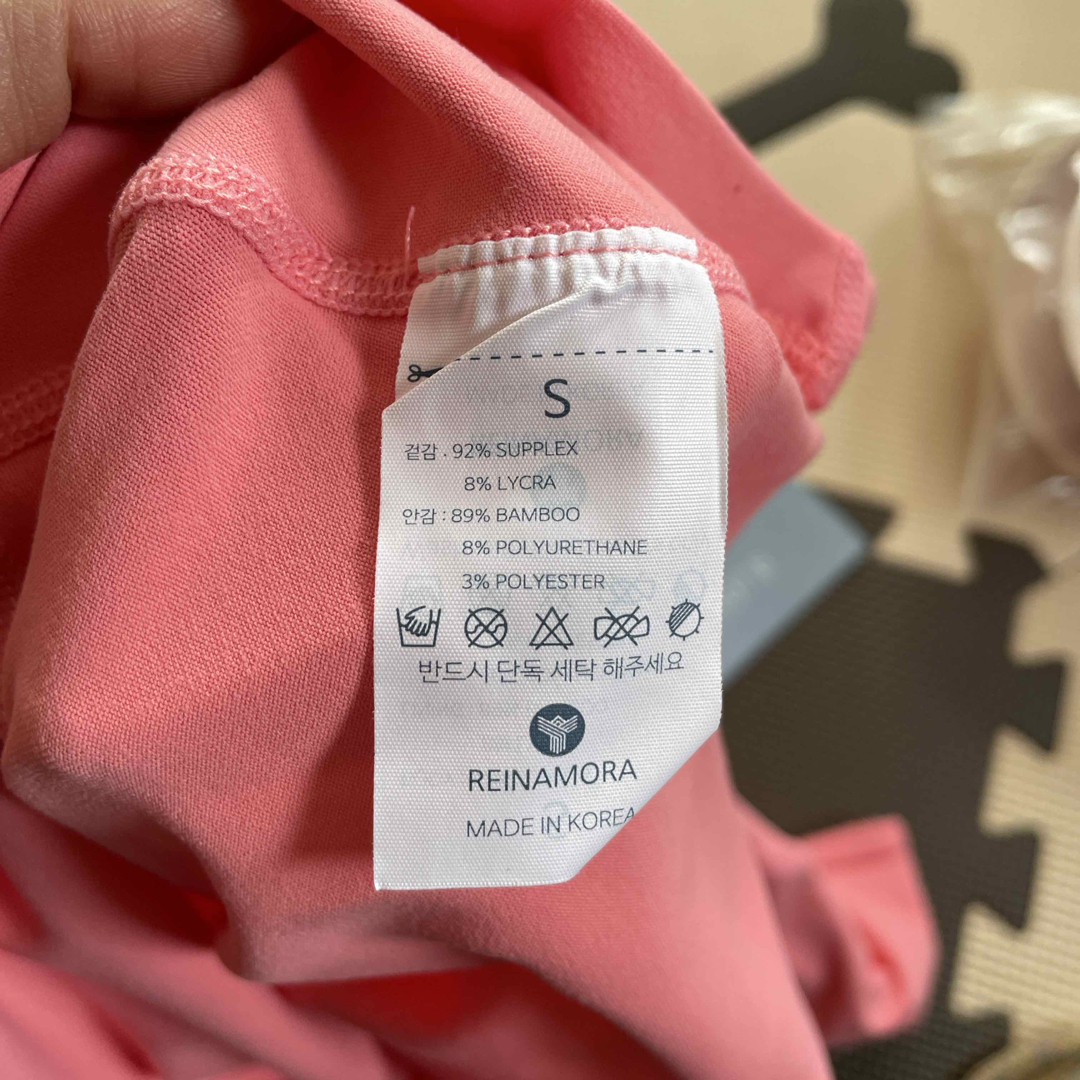 S
겉감 : 92% SUPPLEX
8% LYCRA
안감 : 89% BAMBOO
8% POLYURETHANE
3% POLYESTER
반드시 단독 세탁 해주세요
REINAMORA
MADE IN KOREA